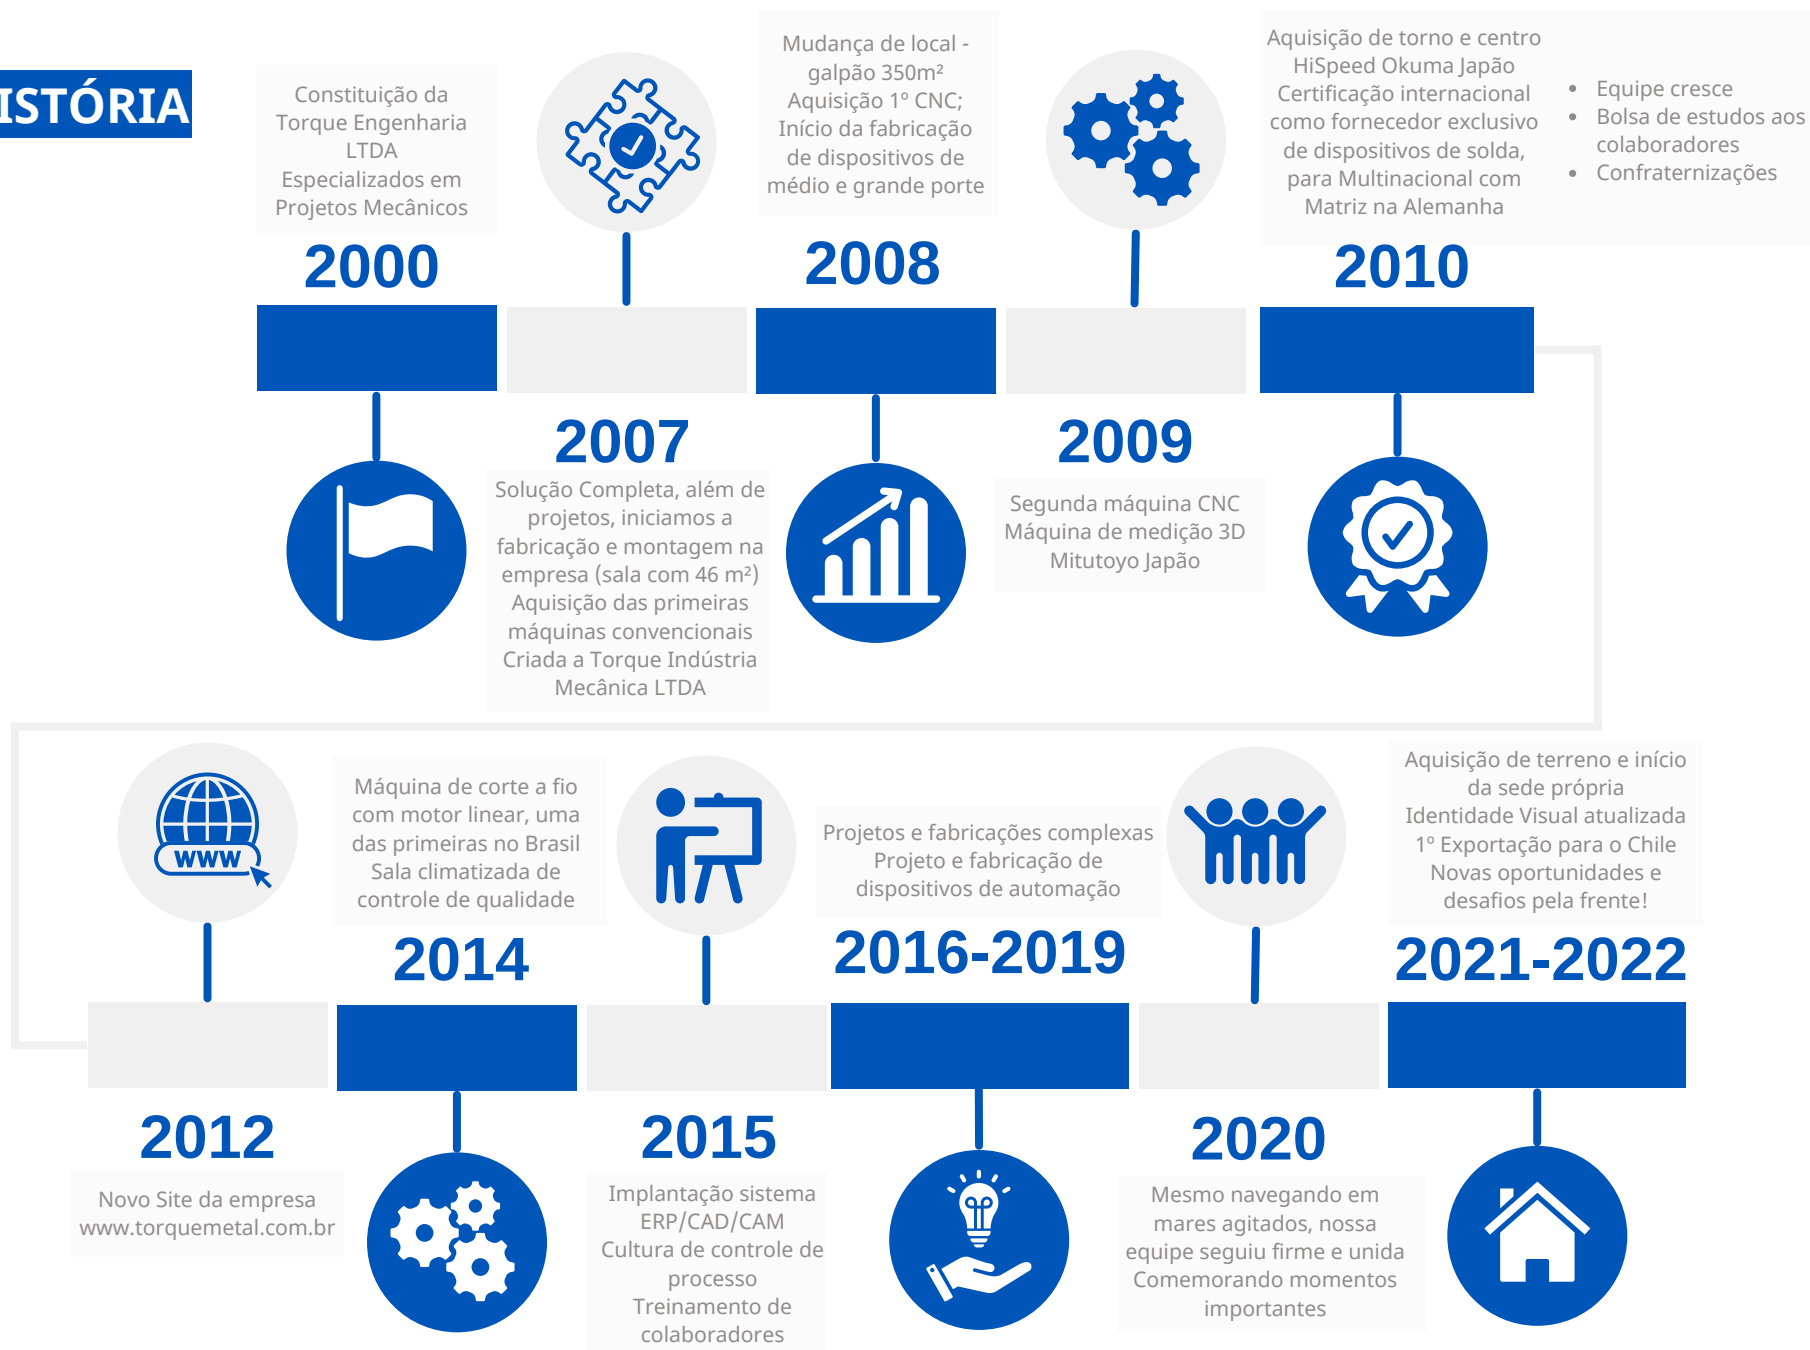 ISTÓRIA
Constituição da
Torque Engenharia
LTDA
Especializados em
Projetos Mecânicos
2000
Mudança de local -
galpão 350m²
Aquisição 1º CNC;
Início da fabricação
de dispositivos de
médio e grande porte
2008
Aquisição de torno e centro
HiSpeed Okuma Japão
Certificação internacional
como fornecedor exclusivo
de dispositivos de solda,
para Multinacional com
Matriz na Alemanha
2010
• Equipe cresce
• Bolsa de estudos aos
colaboradores
• Confraternizações
2007
Solução Completa, além de
projetos, iniciamos a
fabricação e montagem na
empresa (sala com 46 m²)
Aquisição das primeiras
máquinas convencionais
Criada a Torque Indústria
Mecânica LTDA
2009
Segunda máquina CNC
Máquina de medição 3D
Mitutoyo Japão
www
Máquina de corte a fio
com motor linear, uma
das primeiras no Brasil
Sala climatizada de
controle de qualidade
2014
Projetos e fabricações complexas
Projeto e fabricação de
dispositivos de automação
2016-2019
Aquisição de terreno e início
da sede própria
Identidade Visual atualizada
1º Exportação para o Chile
Novas oportunidades e
desafios pela frente!
2021-2022
2012
Novo Site da empresa
www.torquemetal.com.br
2015
Implantação sistema
ERP/CAD/CAM
Cultura de controle de
processo
Treinamento de
colaboradores
2020
Mesmo navegando em
mares agitados, nossa
equipe seguiu firme e unida
Comemorando momentos
importantes